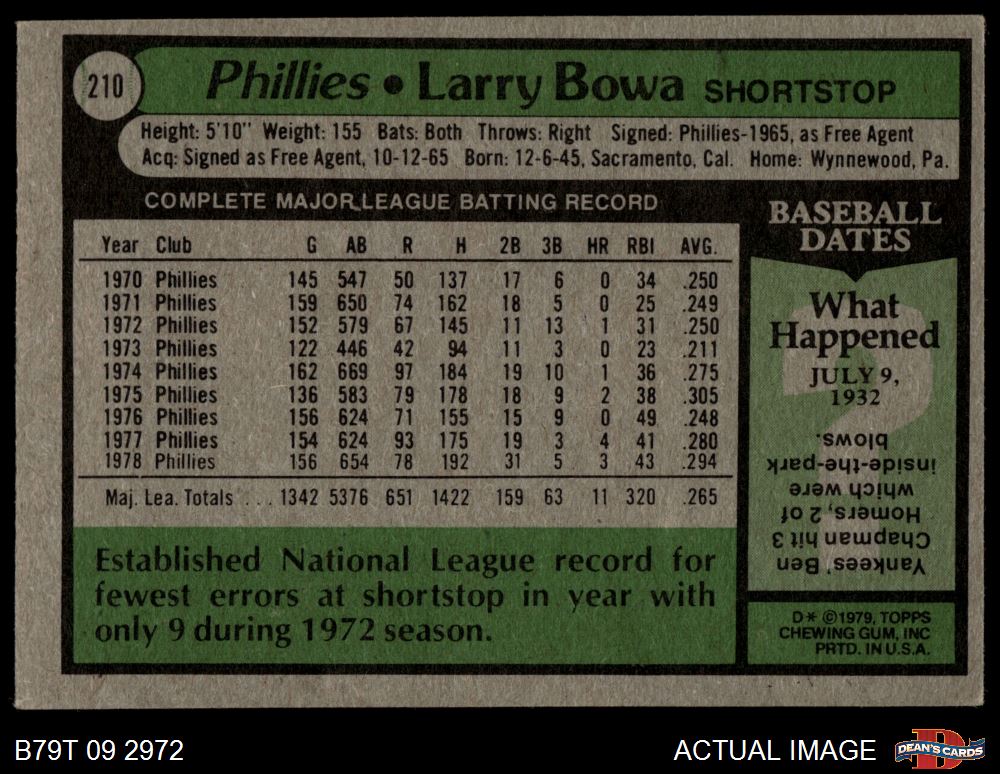 210
Phillies • Larry Bowa SHORTSTOP
Height: 5'10" Weight: 155 Bats: Both Throws: Right Signed: Phillies-1965, as Free Agent
Acq: Signed as Free Agent, 10-12-65 Born: 12-6-45, Sacramento, Cal. Home: Wynnewood, Pa.
COMPLETE MAJOR LEAGUE BATTING RECORD
Year Club G AB R H 2B 3B HR RBI AVG.
1970 Phillies 145 547 50 137 17 6 0 34 .250
1971 Phillies 159 650 74 162 18 5 0 25 .249
1972 Phillies 152 579 67 145 11 13 1 31 .250
1973 Phillies 122 446 42 94 11 3 0 23 .211
1974 Phillies 162 669 97 184 19 10 1 36 .275
1975 Phillies 136 583 79 178 18 9 2 38 .305
1976 Phillies 156 624 71 155 15 9 0 49 .248
1977 Phillies 154 624 93 175 19 3 4 41 .280
1978 Phillies 156 654 78 192 31 5 3 43 .294
Maj. Lea. Totals . . . 1342 5376 651 1422 159 63 11 320 .265
Established National League record for
fewest errors at shortstop in year with
only 9 during 1972 season.
BASEBALL
DATES
What
Happened
JULY 9,
1932
Yankees' Ben
Chapman hit 3
Homers, 2 of
which were
inside-the-park
blows.
D* ©1979, TOPPS
CHEWING GUM, INC
PRTD. IN U.S.A.
B79T 09 2972
ACTUAL IMAGE
DEAN'S CARDS